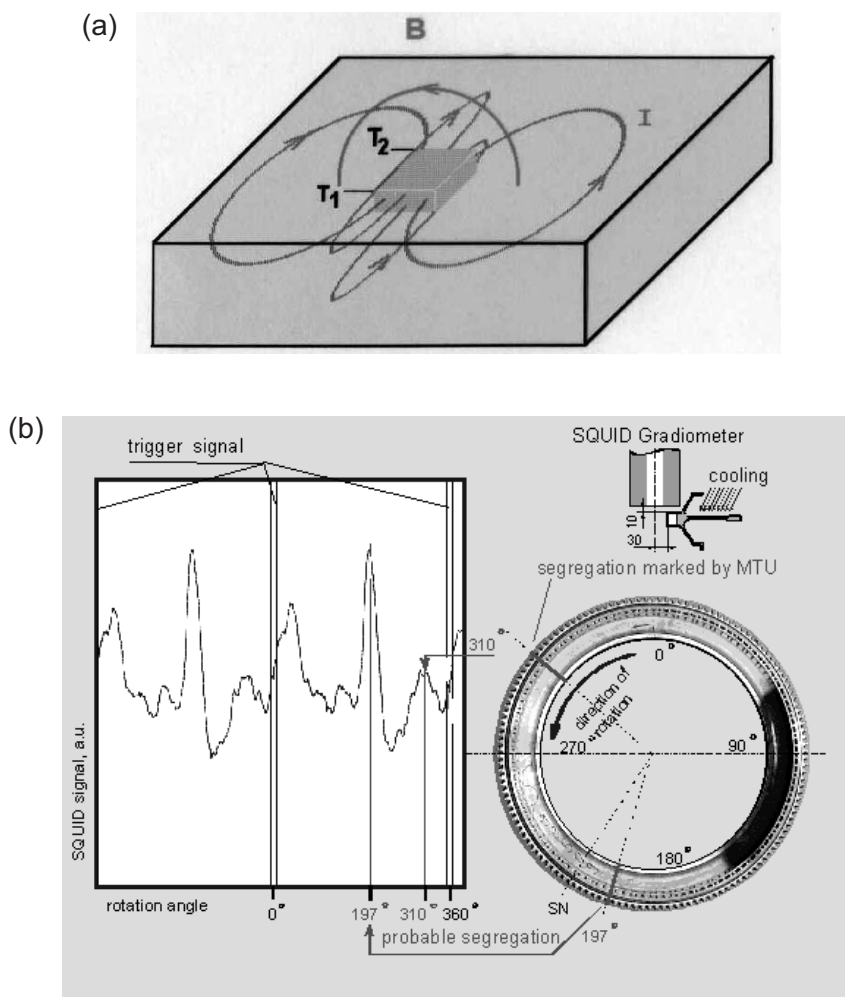 (a)
B
I
T2
T1
(b)
trigger signal
SQUID Gradiometer
cooling
10
30
segregation marked by MTU
310 °
0°
direction of
rotation
270°
90°
180°
SN
197°
SQUID signal, a.u.
rotation angle
0°
197°
310°
360°
probable segregation